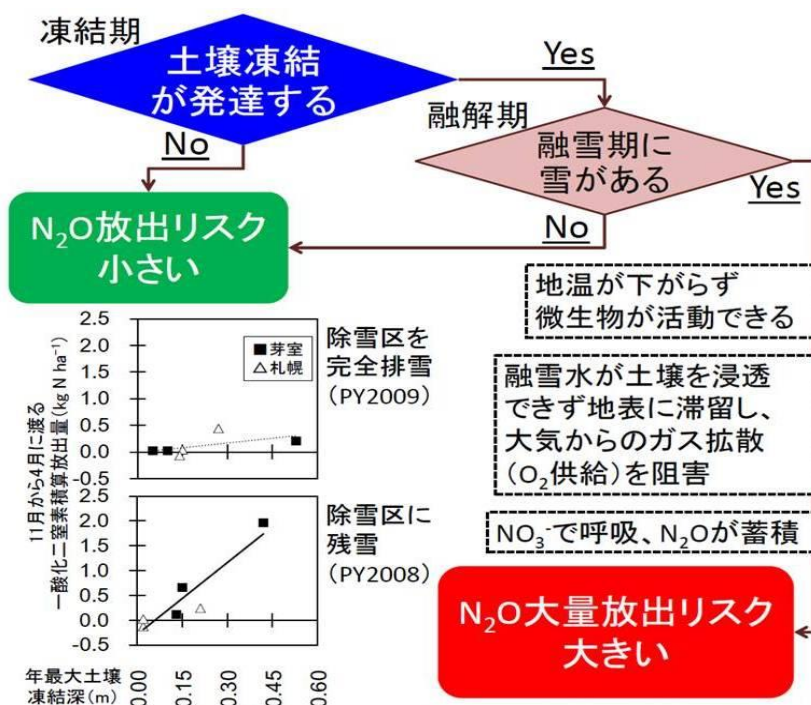 凍結期
土壌凍結
が発達する
Yes
融解期
融雪期に
雪がある
No
Yes
N₂O放出リスク
小さい
No
地温が下がらず
微生物が活動できる
融雪水が土壌を浸透
できず地表に滞留し、
大気からのガス拡散
(O₂供給)を阻害
NO₃⁻で呼吸、N₂Oが蓄積
N₂O大量放出リスク
大きい
11月から4月に渡る
一酸化二窒素積算放出量(kg N ha⁻¹)
2.5
2.0
1.5
1.0
0.5
0.0
-0.5
■芽室
△札幌
除雪区を
完全排雪
(PY2009)
2.5
2.0
1.5
1.0
0.5
0.0
-0.5
除雪区に
残雪
(PY2008)
年最大土壌
凍結深(m)
0.00
0.15
0.30
0.45
0.60